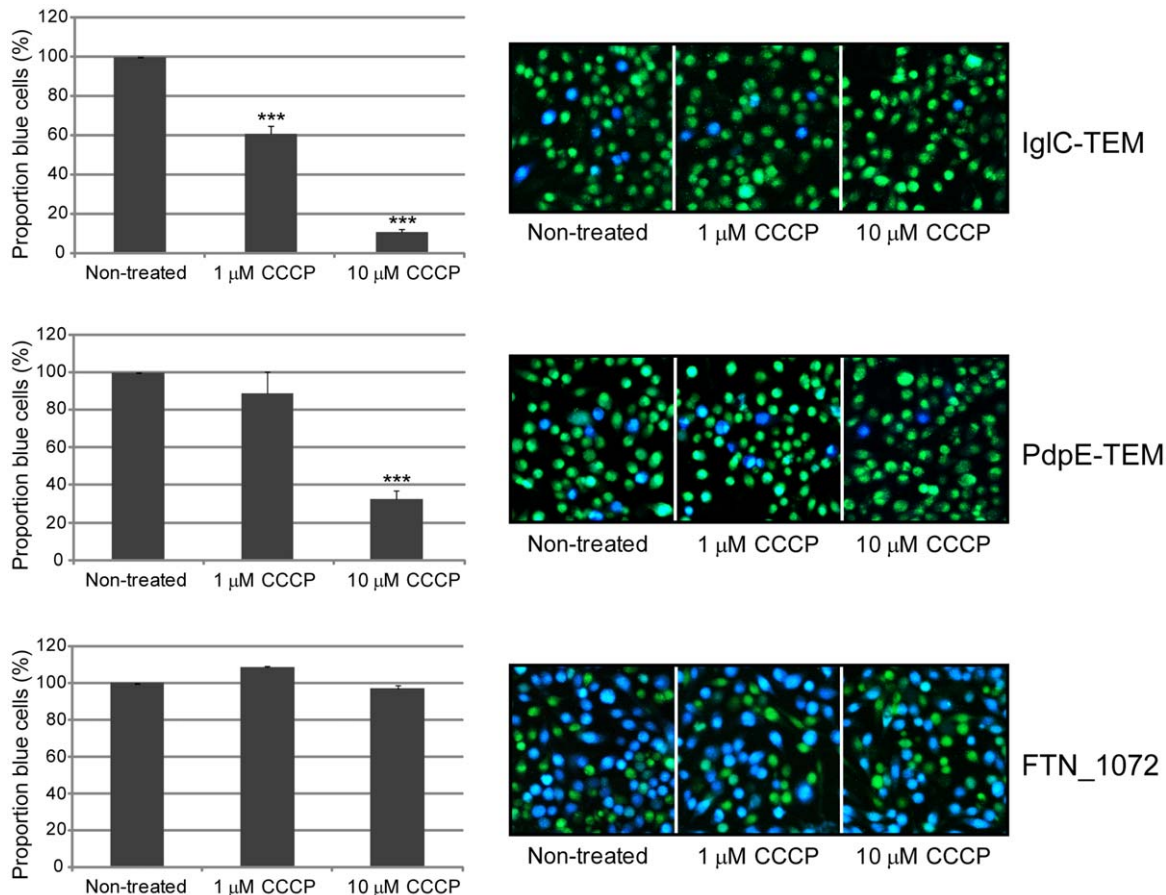 Proportion blue cells (%)
120
100
80
60
40
20
0
***
***
Non-treated
1 μM CCCP
10 μM CCCP
Non-treated
1 μM CCCP
10 μM CCCP
IglC-TEM
Proportion blue cells (%)
120
100
80
60
40
20
0
***
Non-treated
1 μM CCCP
10 μM CCCP
Non-treated
1 μM CCCP
10 μM CCCP
PdpE-TEM
Proportion blue cells (%)
120
100
80
60
40
20
0
Non-treated
1 μM CCCP
10 μM CCCP
Non-treated
1 μM CCCP
10 μM CCCP
FTN_1072